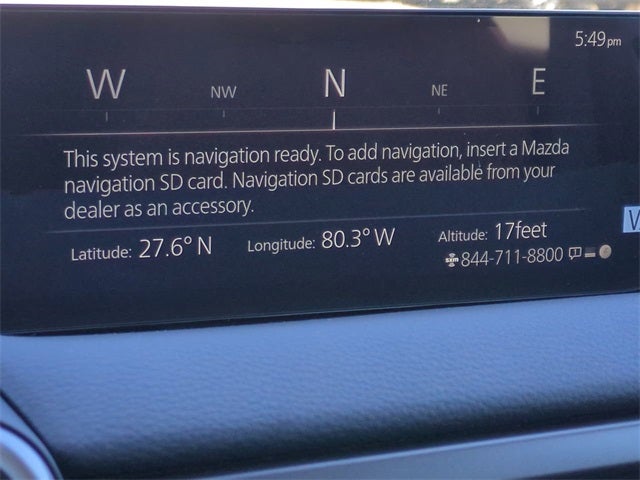 5:49pm
W NW N NE E
This system is navigation ready. To add navigation, insert a Mazda
navigation SD card. Navigation SD cards are available from your
dealer as an accessory.
Latitude: 27.6° N Longitude: 80.3° W Altitude: 17feet
sxm 844-711-8800